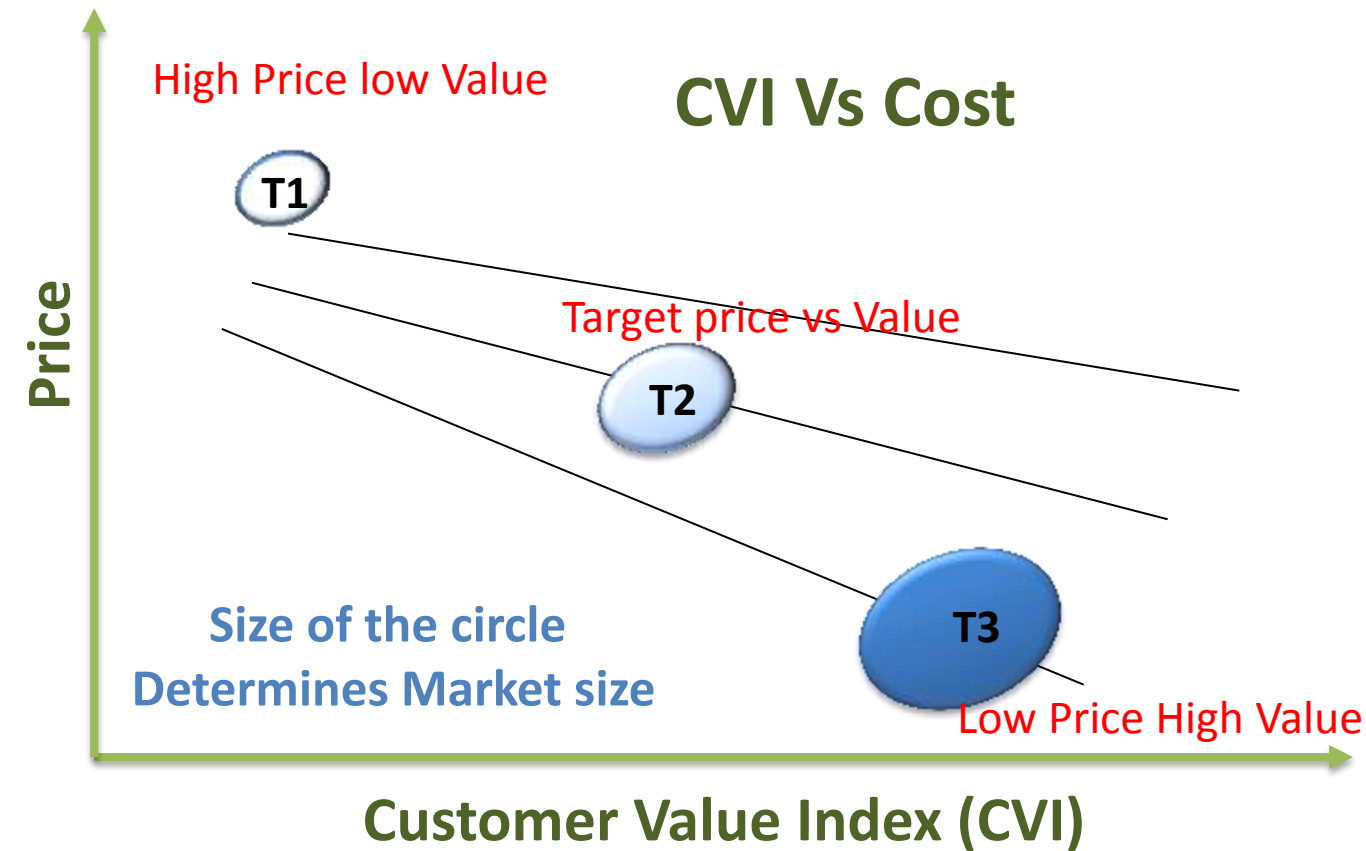 High Price low Value
CVI Vs Cost
T1
Price
Target price vs Value
T2
Size of the circle
Determines Market size
T3
Low Price High Value
Customer Value Index (CVI)